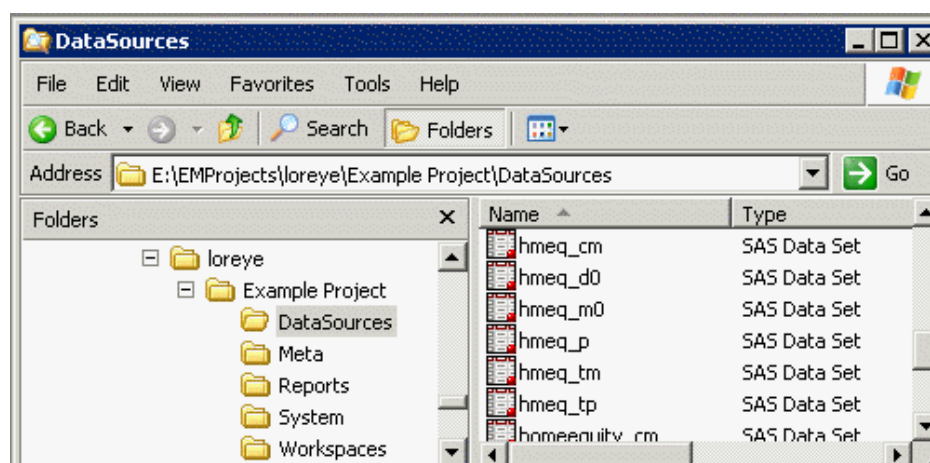 DataSources
File Edit View Favorites Tools Help
Back Search Folders
Address E:\EMProjects\loreye\Example Project\DataSources Go
Folders x Name Type
loreye
Example Project
DataSources
Meta
Reports
System
Workspaces
hmeq_cm SAS Data Set
hmeq_d0 SAS Data Set
hmeq_m0 SAS Data Set
hmeq_p SAS Data Set
hmeq_tm SAS Data Set
hmeq_tp SAS Data Set
homeequity_cm SAS Data Set